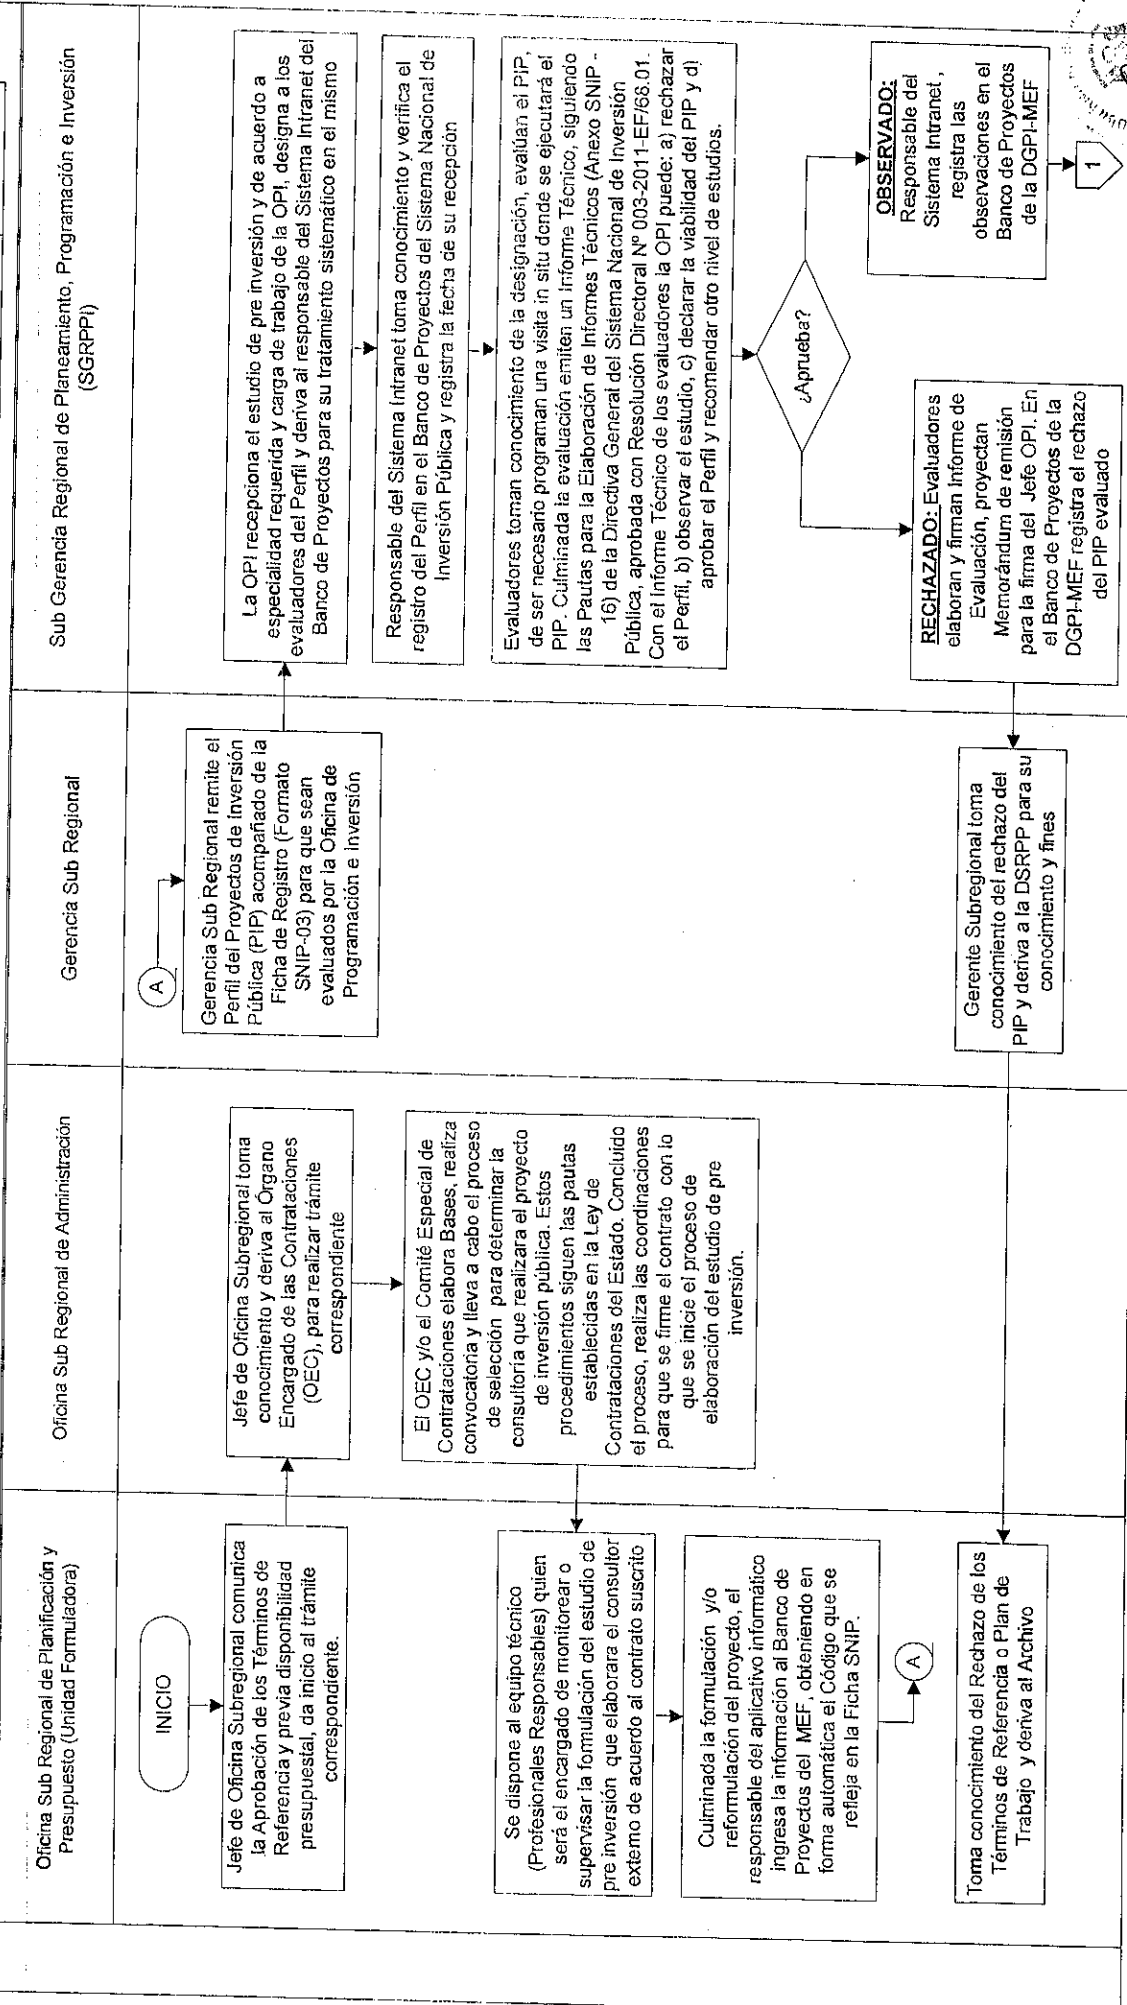 Oficina Sub Regional de Planificación y
Presupuesto (Unidad Formuladora)
Oficina Sub Regional de Administración
Gerencia Sub Regional
Sub Gerencia Regional de Planeamiento, Programación e Inversión
(SGRPPI)
INICIO
Jefe de Oficina Subregional comunica
la Aprobación de los Términos de
Referencia y previa disponibilidad
presupuestal, da inicio al trámite
correspondiente.
Jefe de Oficina Subregional toma
conocimiento y deriva al Órgano
Encargado de las Contrataciones
(OEC), para realizar trámite
correspondiente
El OEC y/o el Comité Especial de
Contrataciones elabora Bases, realiza
convocatoria y lleva a cabo el proceso
de selección para determinar la
consultoría que realizara el proyecto
de inversión pública. Estos
procedimientos siguen las pautas
establecidas en la Ley de
Contrataciones del Estado. Concluido
el proceso, realiza las coordinaciones
para que se firme el contrato con lo
que se inicie el proceso de
elaboración del estudio de pre
inversión.
Se dispone al equipo técnico
(Profesionales Responsables) quien
será el encargado de monitorear o
supervisar la formulación del estudio de
pre inversión que elaborara el consultor
externo de acuerdo al contrato suscrito
Culminada la formulación y/o
reformulación del proyecto, el
responsable del aplicativo informático
ingresa la información al Banco de
Proyectos del MEF, obteniendo en
forma automática el Código que se
refleja en la Ficha SNIP.
A
A
Gerencia Sub Regional remite el
Perfil del Proyectos de Inversión
Pública (PIP) acompañado de la
Ficha de Registro (Formato
SNIP-03) para que sean
evaluados por la Oficina de
Programación e Inversión
La OPI recepciona el estudio de pre inversión y de acuerdo a
especialidad requerida y carga de trabajo de la OPI, designa a los
evaluadores del Perfil y deriva al responsable del Sistema Intranet del
Banco de Proyectos para su tratamiento sistemático en el mismo
Responsable del Sistema Intranet toma conocimiento y verifica el
registro del Perfil en el Banco de Proyectos del Sistema Nacional de
Inversión Pública y registra la fecha de su recepción
Evaluadores toman conocimiento de la designación, evalúan el PIP,
de ser necesario programan una visita in situ donde se ejecutará el
PIP. Culminada la evaluación emiten un Informe Técnico, siguiendo
las Pautas para la Elaboración de Informes Técnicos (Anexo SNIP -
16) de la Directiva General del Sistema Nacional de Inversión
Pública, aprobada con Resolución Directoral Nº 003-2011-EF/68.01.
Con el Informe Técnico de los evaluadores la OPI puede: a) rechazar
el Perfil, b) observar el estudio, c) declarar la viabilidad del PIP y d)
aprobar el Perfil y recomendar otro nivel de estudios.
¿Aprueba?
OBSERVADO:
Responsable del
Sistema Intranet ,
registra las
observaciones en el
Banco de Proyectos
de la DGPI-MEF
1
RECHAZADO: Evaluadores
elaboran y firman Informe de
Evaluación, proyectan
Memorándum de remisión
para la firma del Jefe OPI. En
el Banco de Proyectos de la
DGPI-MEF registra el rechazo
del PIP evaluado
Gerente Subregional toma
conocimiento del rechazo del
PIP y deriva a la DSRPP para su
conocimiento y fines
Toma conocimiento del Rechazo de los
Términos de Referencia o Plan de
Trabajo y deriva al Archivo